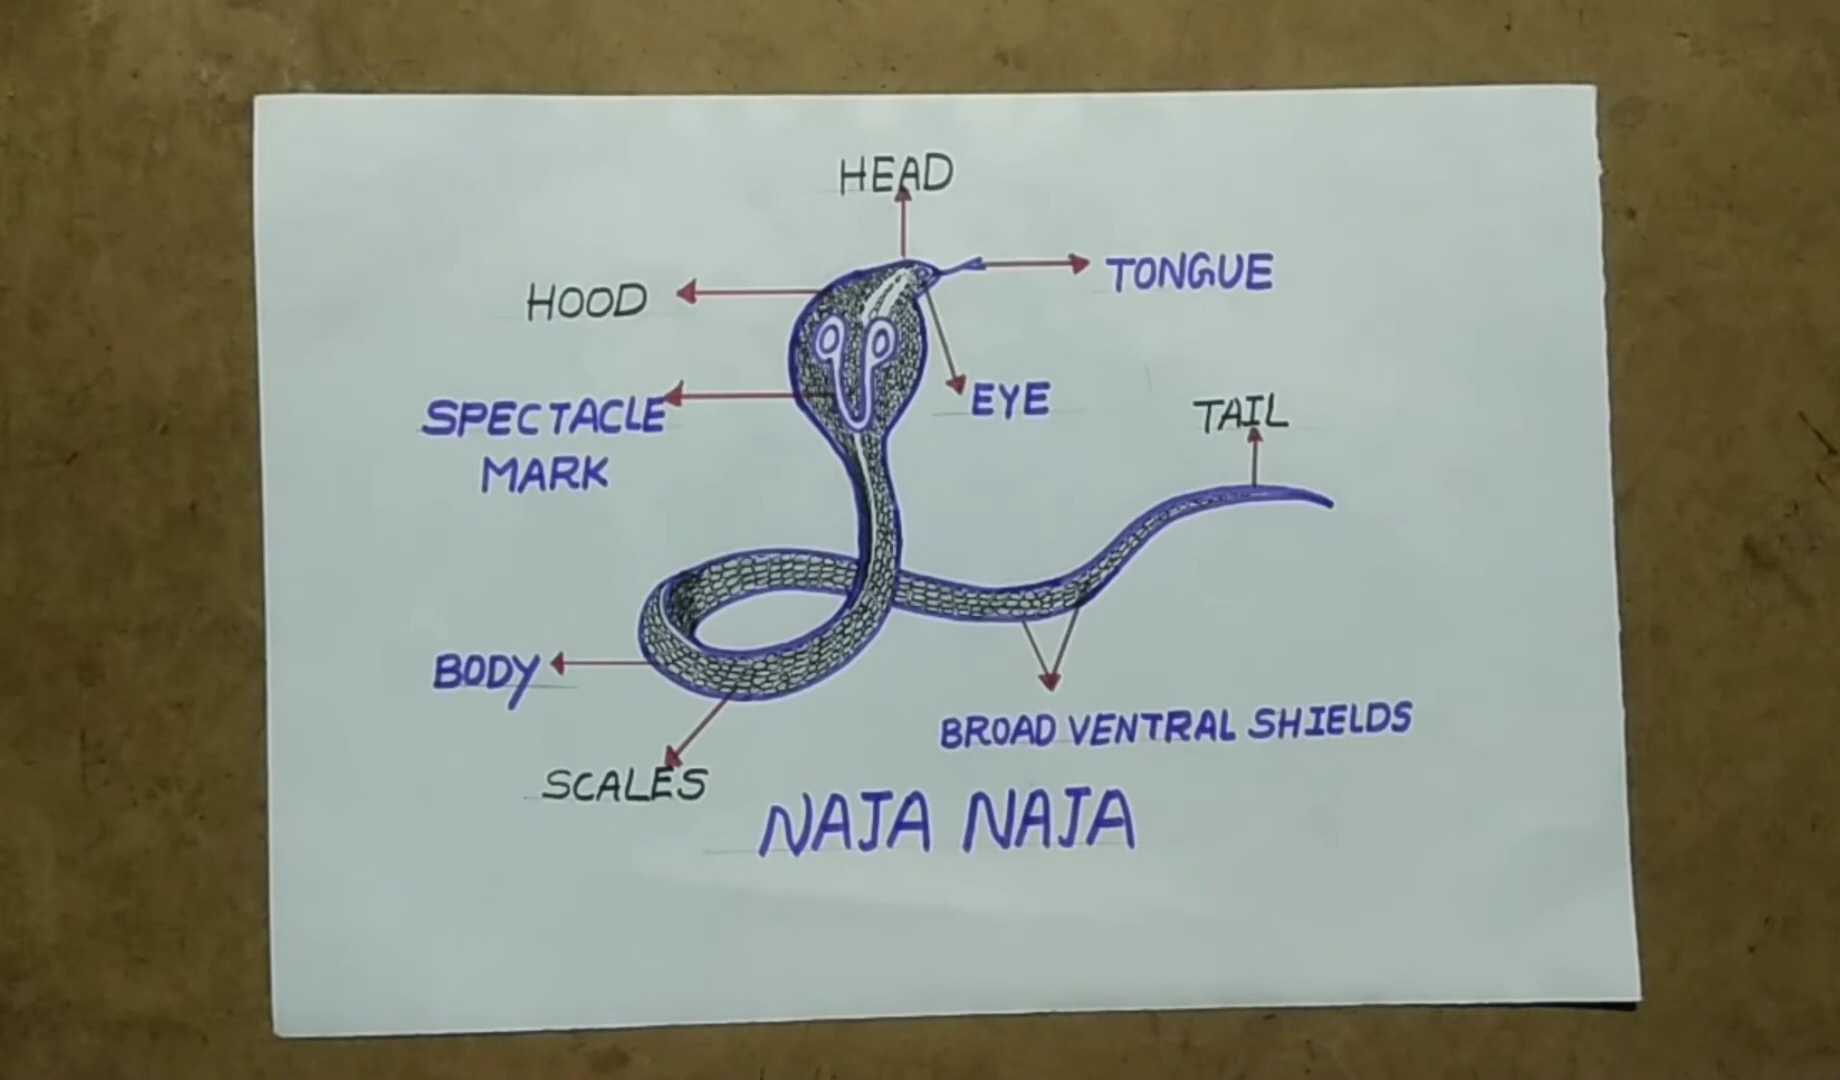 HEAD
TONGUE
HOOD
EYE
SPECTACLE
MARK
TAIL
BODY
BROAD VENTRAL SHIELDS
SCALES
NAJA NAJA